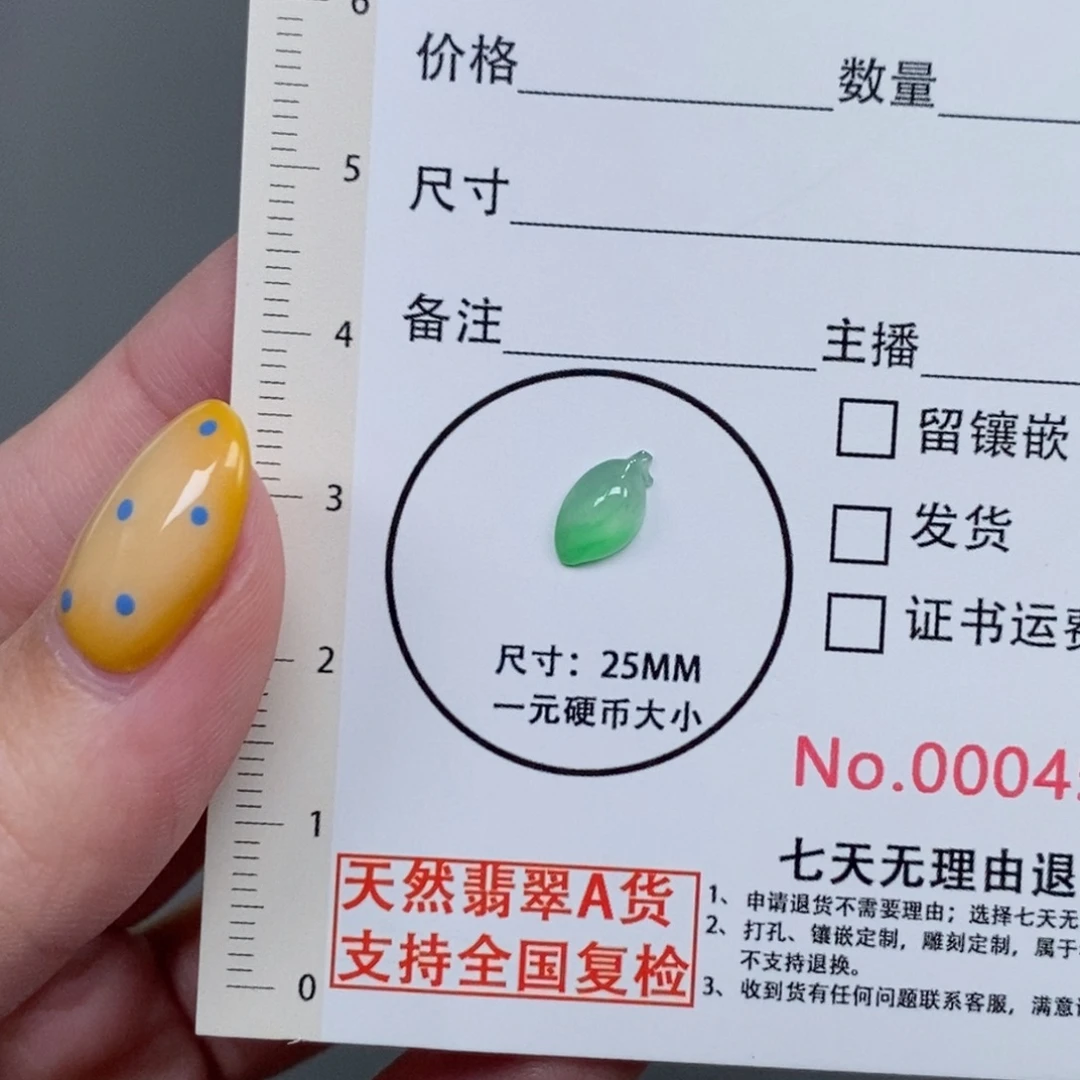 6
价格
数量
5
尺寸
4
备注
主播
留镶嵌
3
发货
证书运费
2
尺寸：25MM
一元硬币大小
No.0004
1
七天无理由退
天然翡翠A货
支持全国复检
1、申请退货不需要理由；选择七天无
2、打孔、镶嵌定制，雕刻定制，属于
不支持退换。
3、收到货有任何问题联系客服，满意
0